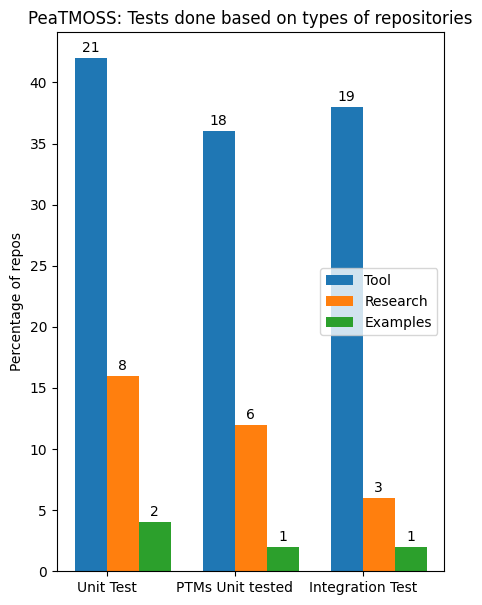 PeaTMOSS: Tests done based on types of repositories
Percentage of repos
40
35
30
25
20
15
10
5
0
21
8
2
18
6
1
19
3
1
Tool
Research
Examples
Unit Test
PTMs Unit tested
Integration Test